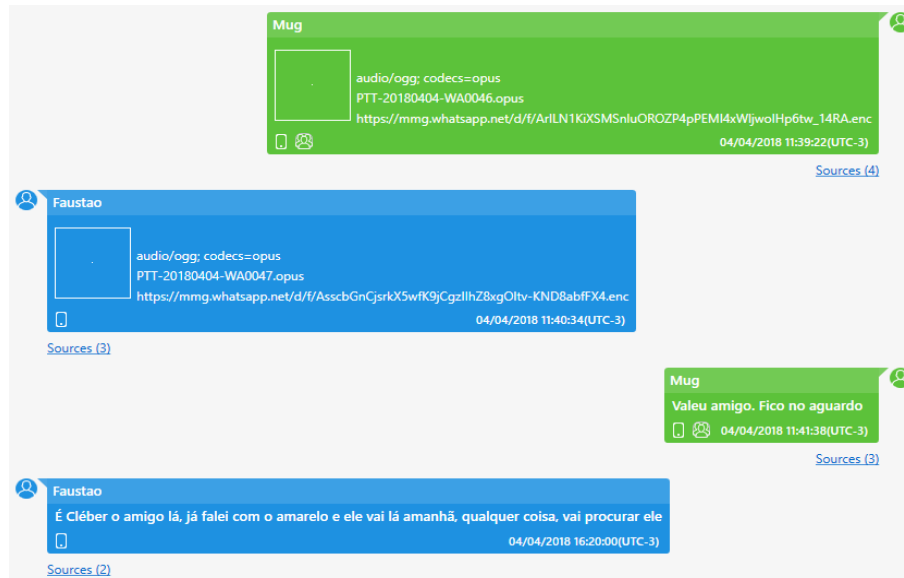 Mug
audio/ogg; codecs=opus
PTT-20180404-WA0046.opus
https://mmg.whatsapp.net/d/f/ArILN1KiXSMSnluOROZP4pPEMI4xWljwolHp6tw_14RA.enc
04/04/2018 11:39:22(UTC-3)
Sources (4)
Faustao
audio/ogg; codecs=opus
PTT-20180404-WA0047.opus
https://mmg.whatsapp.net/d/f/AsscbGnCjsrkX5wfK9jCgzIlhZ8xgOltv-KND8abfFX4.enc
04/04/2018 11:40:34(UTC-3)
Sources (3)
Mug
Valeu amigo. Fico no aguardo
04/04/2018 11:41:38(UTC-3)
Sources (3)
Faustao
É Cléber o amigo lá, já falei com o amarelo e ele vai lá amanhã, qualquer coisa, vai procurar ele
04/04/2018 16:20:00(UTC-3)
Sources (2)